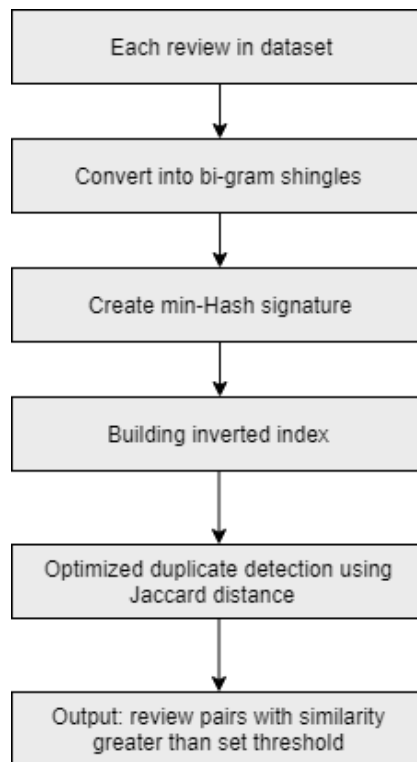 Each review in dataset
Convert into bi-gram shingles
Create min-Hash signature
Building inverted index
Optimized duplicate detection using
Jaccard distance
Output: review pairs with similarity
greater than set threshold